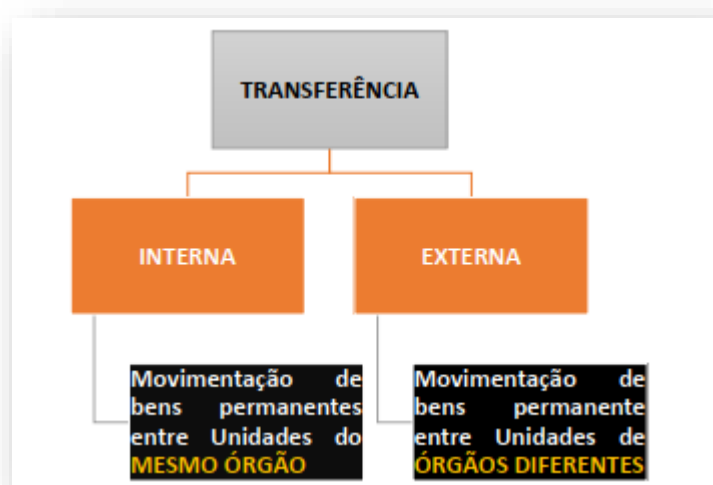 TRANSFERÊNCIA
INTERNA
EXTERNA
Movimentação de
bens permanentes
entre Unidades do
MESMO ÓRGÃO
Movimentação de
bens permanente
entre Unidades de
ÓRGÃOS DIFERENTES